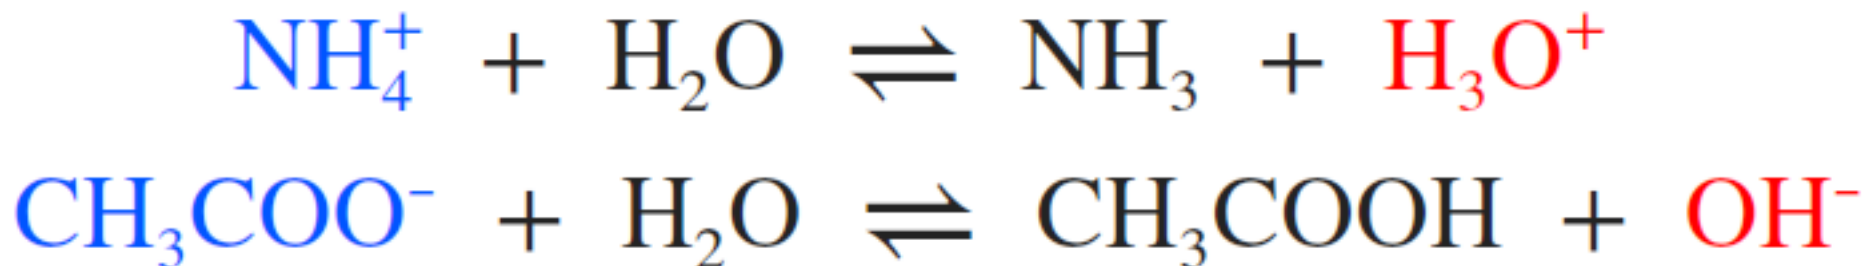 NH₄⁺ + H₂O ⇌ NH₃ + H₃O⁺
CH₃COO⁻ + H₂O ⇌ CH₃COOH + OH⁻